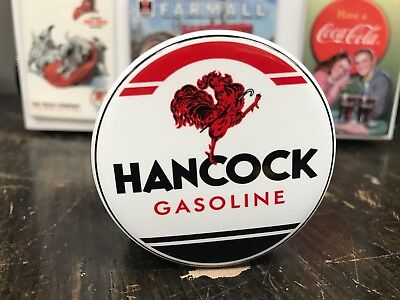 FARMALL
Have a
Coca-Cola
HANCOCK
GASOLINE